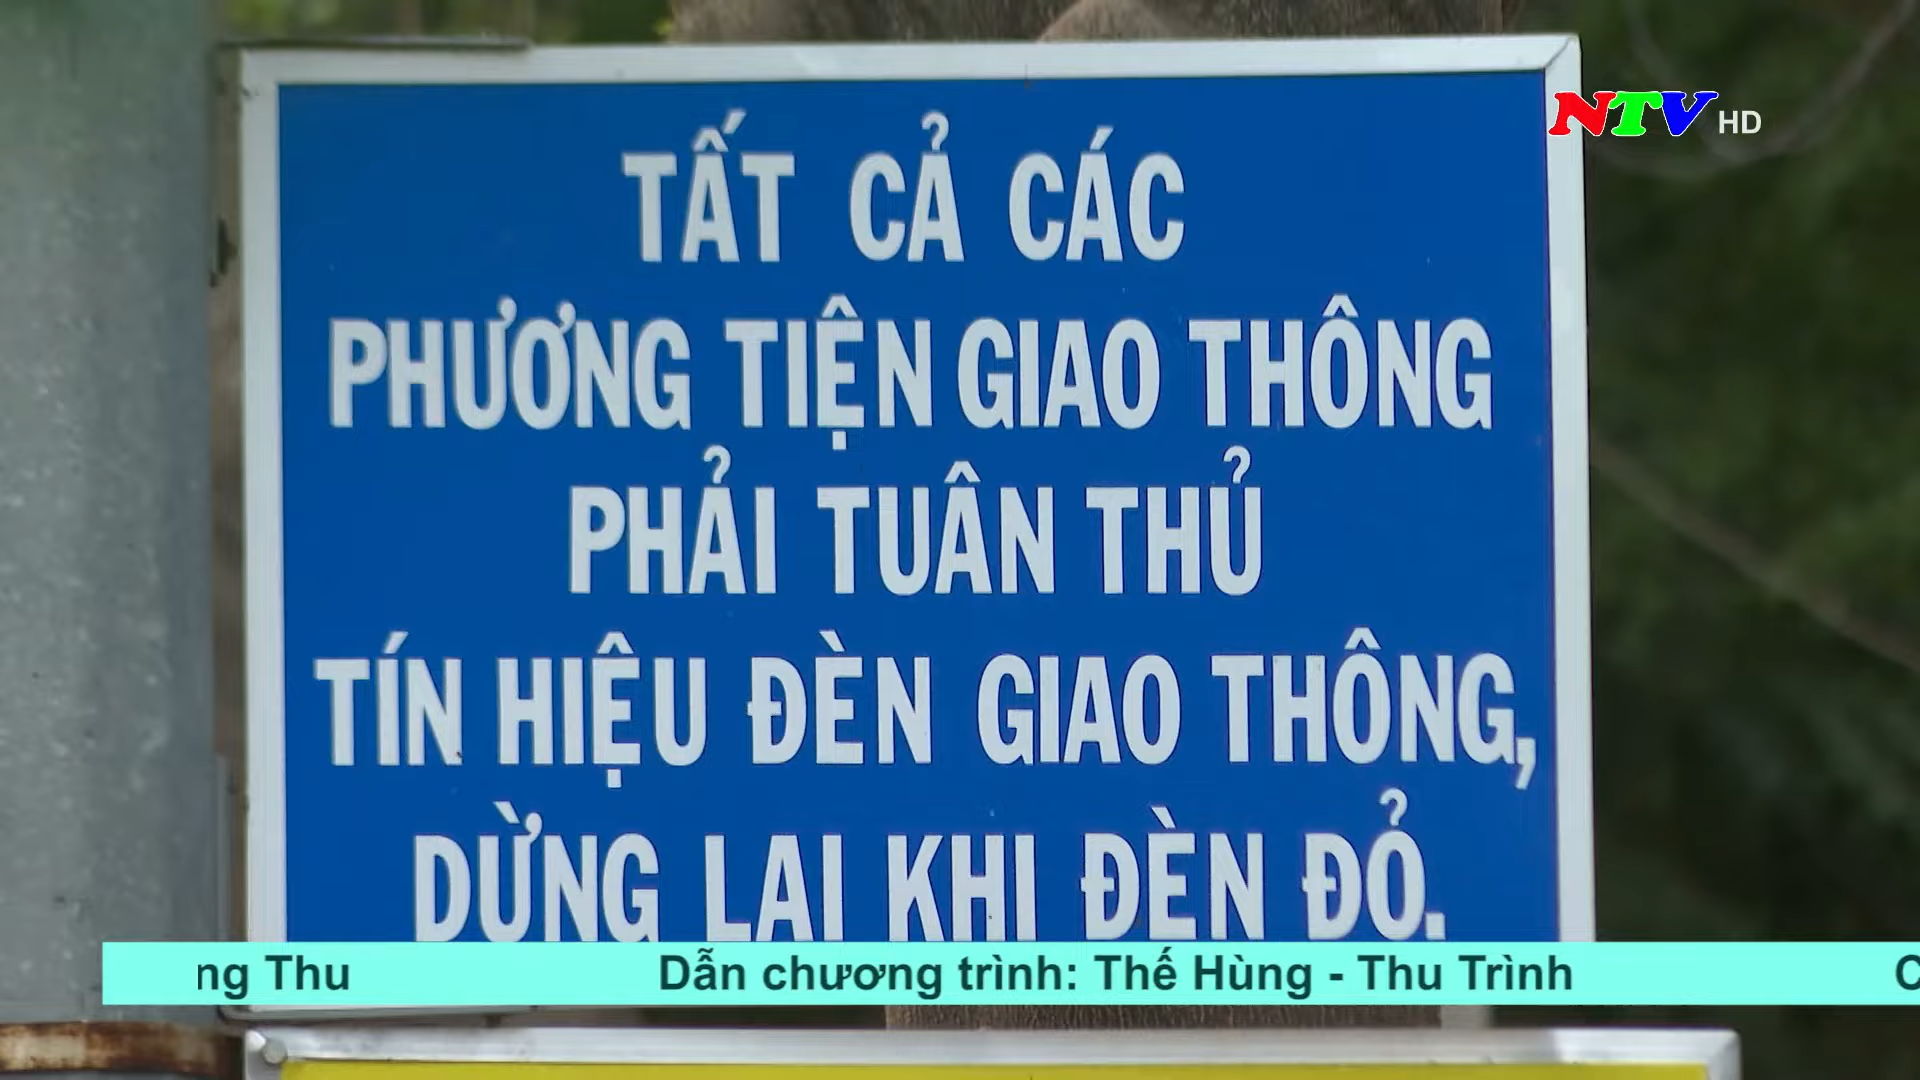 NTV HD
TẤT CẢ CÁC
PHƯƠNG TIỆN GIAO THÔNG
PHẢI TUÂN THỦ
TÍN HIỆU ĐÈN GIAO THÔNG,
DỪNG LẠI KHI ĐÈN ĐỎ.
ng Thu Dẫn chương trình: Thế Hùng - Thu Trình